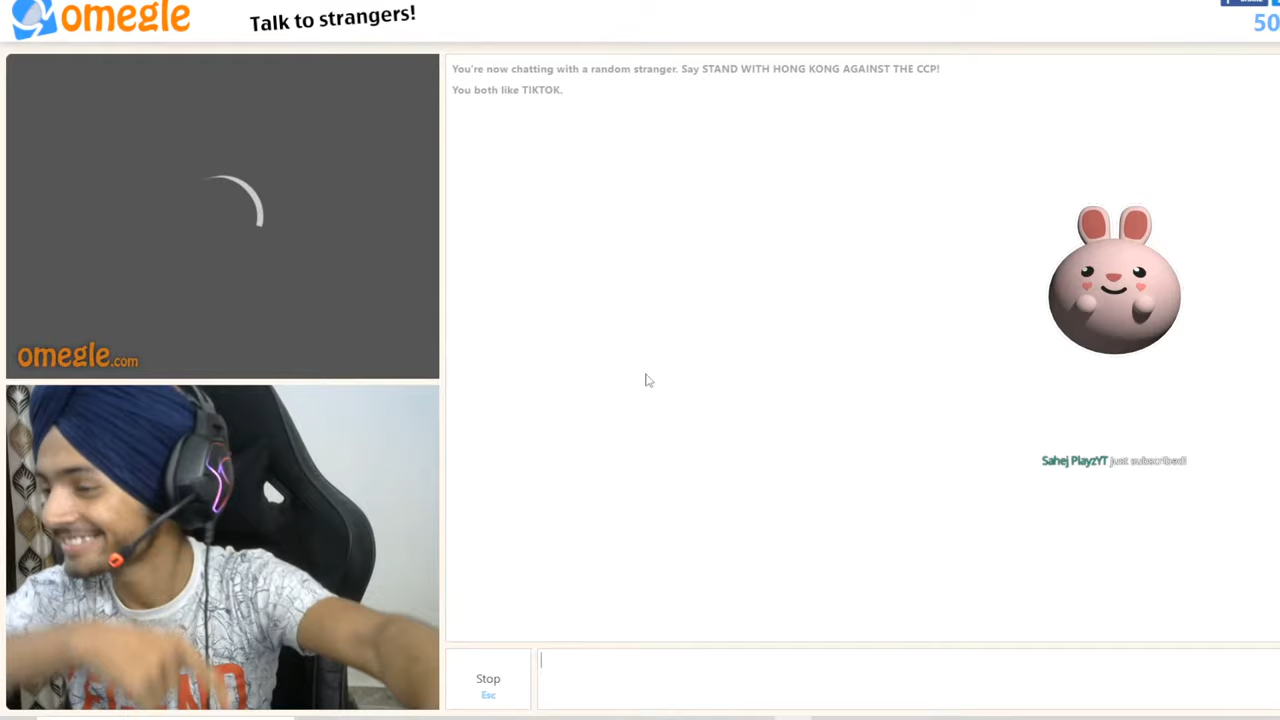 omegle
Talk to strangers!
50
You're now chatting with a random stranger. Say STAND WITH HONG KONG AGAINST THE CCP!
You both like TIKTOK.
omegle.com
Sahej PlayzYT just subscribed!
Stop
Esc